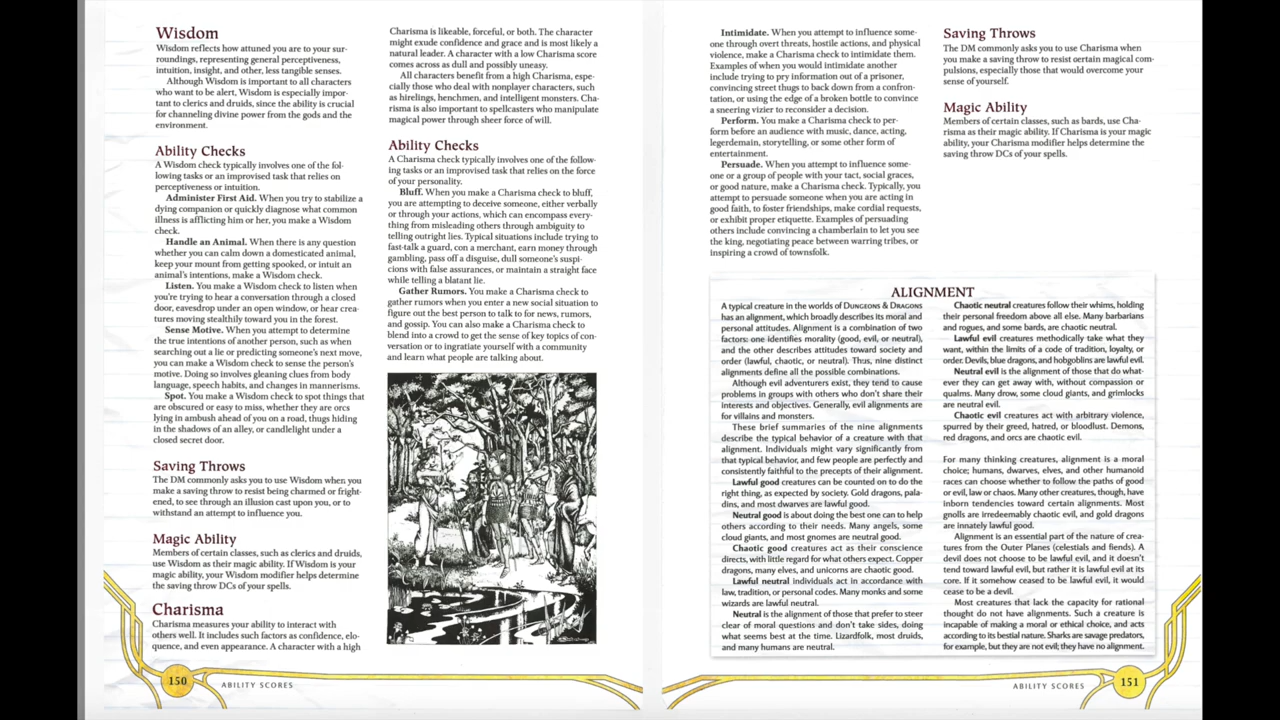 Wisdom
Wisdom reflects how attuned you are to your sur-
roundings, representing general perceptiveness,
intuition, insight, and other, less tangible senses.
Although Wisdom is important to all characters
who want to be alert, Wisdom is especially impor-
tant to clerics and druids, since the ability is crucial
for channeling divine power from the gods and the
environment.
Ability Checks
A Wisdom check typically involves one of the fol-
lowing tasks or an improvised task that relies on
perceptiveness or intuition.
Administer First Aid. When you try to stabilize a
dying companion or quickly diagnose what common
illness is afflicting him or her, you make a Wisdom
check.
Handle an Animal. When there is any question
whether you can calm down a domesticated animal,
keep your mount from getting spooked, or intuit an
animal's intentions, make a Wisdom check.
Listen. You make a Wisdom check to listen when
you're trying to hear a conversation through a closed
door, eavesdrop under an open window, or hear crea-
tures moving stealthily toward you in the forest.
Sense Motive. When you attempt to determine
the true intentions of another person, such as when
searching out a lie or predicting someone's next move,
you can make a Wisdom check to sense the person's
motives. Doing so involves gleaning clues from body
language, speech habits, and changes in mannerisms.
Spot. You make a Wisdom check to spot things that
are obscured or easy to miss, whether they are orcs
lying in ambush ahead of you on a road, thugs hiding
in the shadows of an alley, or candlelight under a
closed secret door.
Saving Throws
The DM commonly asks you to use Wisdom when you
make a saving throw to resist being charmed or fright-
ened, to see through an illusion cast upon you, or to
withstand an attempt to influence you.
Magic Ability
Members of certain classes, such as clerics and druids,
use Wisdom as their magic ability. If Wisdom is your
magic ability, your Wisdom modifier helps determine
the saving throw DCs of your spells.
Charisma
Charisma measures your ability to interact with
others well. It includes such factors as confidence, elo-
quence, and even appearance. A character with a high
Charisma is likeable, forceful, or both. The character
might exude confidence and grace and is most likely a
natural leader. A character with a low Charisma score
comes across as dull and possibly uneasy.
All characters benefit from a high Charisma, espe-
cially those who deal with nonplayer characters, such
as hirelings, henchmen, and intelligent monsters. Cha-
risma is also important to spellcasters who manipulate
magical power through sheer force of will.
Ability Checks
A Charisma check typically involves one of the follow-
ing tasks or an improvised task that relies on the force
of your personality.
Bluff. When you make a Charisma check to bluff,
you are attempting to deceive someone, either verbally
or through your actions, which can encompass every-
thing from misleading others through ambiguity to
telling outright lies. Typical situations include trying to
fast-talk a guard, con a merchant, earn money through
gambling, pass off a disguise, dull someone's suspi-
cions with false assurances, or maintain a straight face
while telling a blatant lie.
Gather Rumors. You make a Charisma check to
gather rumors when you enter a new social situation to
figure out the best person to talk to for news, rumors,
and gossip. You can also make a Charisma check to
blend into a crowd to get the sense of key topics of con-
versation or to ingratiate yourself with a community
and learn what people are talking about.
150
ABILITY SCORES
Intimidate. When you attempt to influence some-
one through overt threats, hostile actions, and physical
violence, make a Charisma check to intimidate them.
Examples of when you would intimidate another
include trying to pry information out of a prisoner,
convincing street thugs to back down from a confron-
tation, or using the edge of a broken bottle to convince
a sneering vizier to reconsider a decision.
Perform. You make a Charisma check to per-
form before an audience with music, dance, acting,
legerdemain, storytelling, or some other form of
entertainment.
Persuade. When you attempt to influence some-
one or a group of people with your tact, social graces,
or good nature, make a Charisma check. Typically, you
attempt to persuade someone when you are acting in
good faith, to foster friendships, make cordial requests,
or exhibit proper etiquette. Examples of persuading
others include convincing a chamberlain to let you see
the king, negotiating peace between warring tribes, or
inspiring a crowd of townsfolk.
Saving Throws
The DM commonly asks you to use Charisma when
you make a saving throw to resist certain magical com-
pulsions, especially those that would overcome your
sense of yourself.
Magic Ability
Members of certain classes, such as bards, use Cha-
risma as their magic ability. If Charisma is your magic
ability, your Charisma modifier helps determine the
saving throw DCs of your spells.
ALIGNMENT
A typical creature in the worlds of DUNGEONS & DRAGONS
has an alignment, which broadly describes its moral and
personal attitudes. Alignment is a combination of two
factors: one identifies morality (good, evil, or neutral),
and the other describes attitudes toward society and
order (lawful, chaotic, or neutral). Thus, nine distinct
alignments define all the possible combinations.
Although evil adventurers exist, they tend to cause
problems in groups with others who don't share their
interests and objectives. Generally, evil alignments are
for villains and monsters.
These brief summaries of the nine alignments
describe the typical behavior of a creature with that
alignment. Individuals might vary significantly from
that typical behavior, and few people are perfectly and
consistently faithful to the precepts of their alignment.
Lawful good creatures can be counted on to do the
right thing, as expected by society. Gold dragons, pala-
dins, and most dwarves are lawful good.
Neutral good is about doing the best one can to help
others according to their needs. Many angels, some
cloud giants, and most gnomes are neutral good.
Chaotic good creatures act as their conscience
directs, with little regard for what others expect. Copper
dragons, many elves, and unicorns are chaotic good.
Lawful neutral individuals act in accordance with
law, tradition, or personal codes. Many monks and some
wizards are lawful neutral.
Neutral is the alignment of those that prefer to steer
clear of moral questions and don't take sides, doing
what seems best at the time. Lizardfolk, most druids,
and many humans are neutral.
Chaotic neutral creatures follow their whims, holding
their personal freedom above all else. Many barbarians
and rogues, and some bards, are chaotic neutral.
Lawful evil creatures methodically take what they
want, within the limits of a code of tradition, loyalty, or
order. Devils, blue dragons, and hobgoblins are lawful evil.
Neutral evil is the alignment of those that do what-
ever they can get away with, without compassion or
qualms. Many drow, some cloud giants, and grimlocks
are neutral evil.
Chaotic evil creatures act with arbitrary violence,
spurred by their greed, hatred, or bloodlust. Demons,
red dragons, and orcs are chaotic evil.
For many thinking creatures, alignment is a moral
choice; humans, dwarves, elves, and other humanoid
races can choose whether to follow the paths of good
or evil, law or chaos. Many other creatures, though, have
inborn tendencies toward certain alignments. Most
gnolls are irredeemably chaotic evil, and gold dragons
are innately lawful good.
Alignment is an essential part of the nature of crea-
tures from the Outer Planes (celestials and fiends). A
devil does not choose to be lawful evil, and it doesn't
tend toward lawful evil, but rather it is lawful evil at its
core. If it somehow ceased to be lawful evil, it would
cease to be a devil.
Most creatures that lack the capacity for rational
thought do not have alignments. Such a creature is
incapable of making a moral or ethical choice, and acts
according to its bestial nature. Sharks are savage predators,
for example, but they are not evil; they have no alignment.
ABILITY SCORES
151